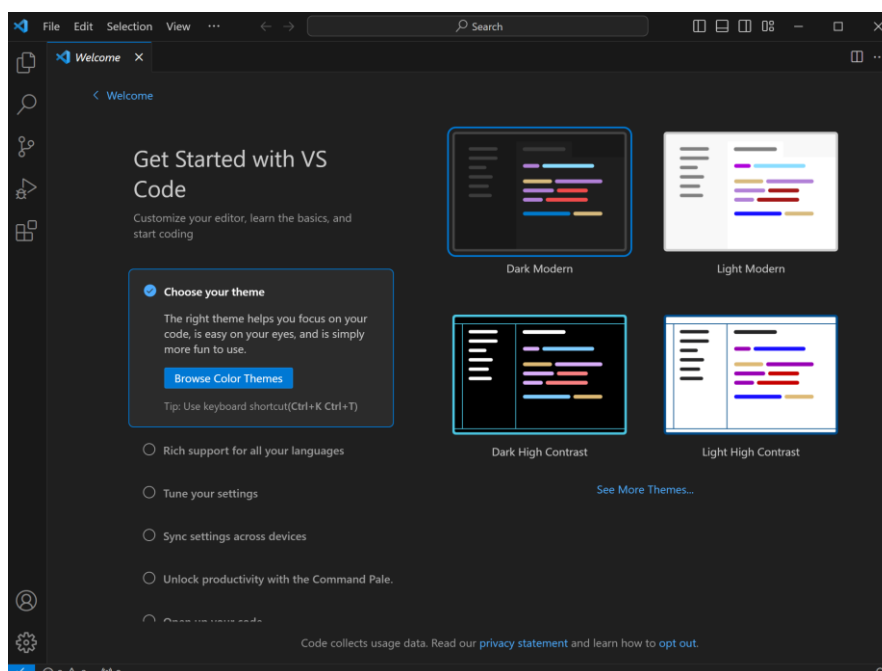 File Edit Selection View ··· Search
Welcome
Welcome
Get Started with VS
Code
Customize your editor, learn the basics, and
start coding
Choose your theme
The right theme helps you focus on your
code, is easy on your eyes, and is simply
more fun to use.
Browse Color Themes
Tip: Use keyboard shortcut(Ctrl+K Ctrl+T)
Rich support for all your languages
Tune your settings
Sync settings across devices
Unlock productivity with the Command Pale.
Open up your code
Dark Modern
Light Modern
Dark High Contrast
Light High Contrast
See More Themes...
Code collects usage data. Read our privacy statement and learn how to opt out.